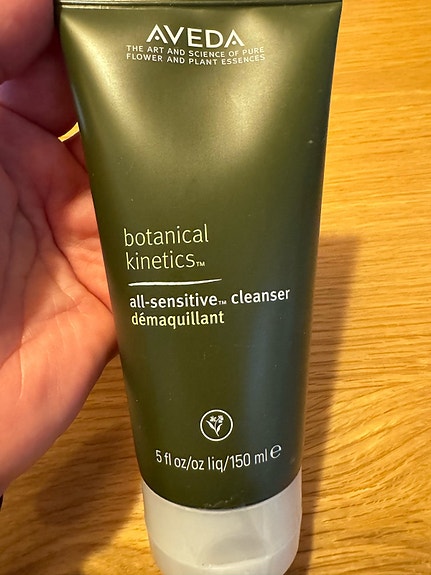 AVEDA
THE ART AND SCIENCE OF PURE
FLOWER AND PLANT ESSENCES
botanical
kinetics™
all-sensitive™ cleanser
démaquillant
5 fl oz/oz liq/150 ml ℮